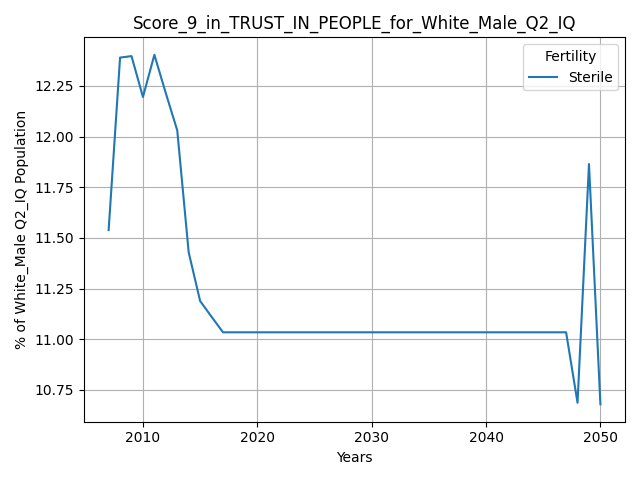 Score_9_in_TRUST_IN_PEOPLE_for_White_Male_Q2_IQ
Fertility
Sterile
% of White_Male Q2_IQ Population
12.25
12.00
11.75
11.50
11.25
11.00
10.75
2010 2020 2030 2040 2050
Years